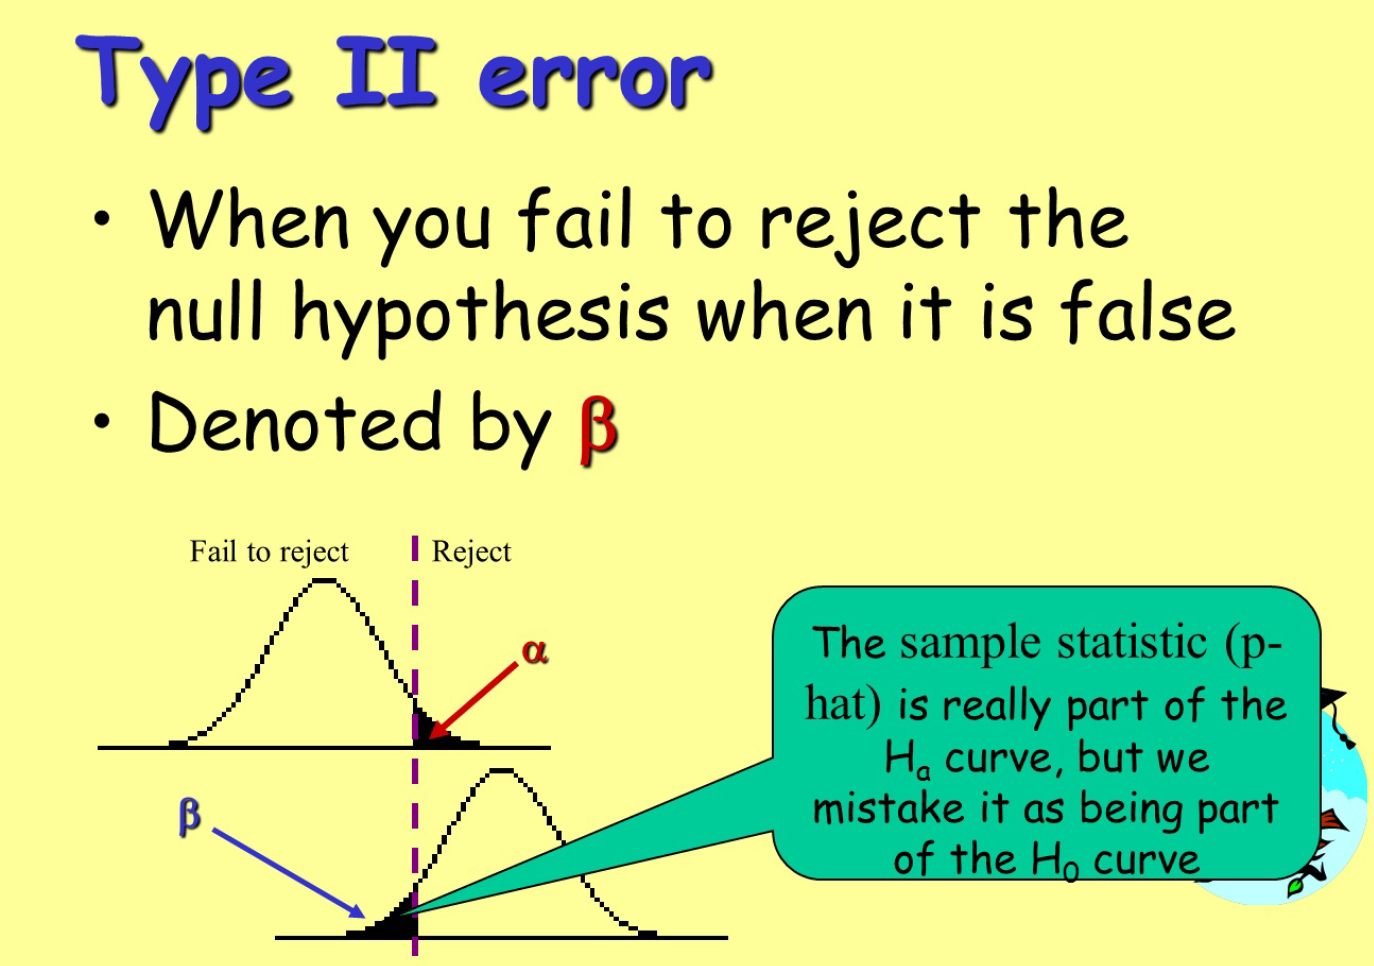 Type II error
• When you fail to reject the
null hypothesis when it is false
• Denoted by β
Fail to reject
Reject
α
β
The sample statistic (p-
hat) is really part of the
Ha curve, but we
mistake it as being part
of the H0 curve